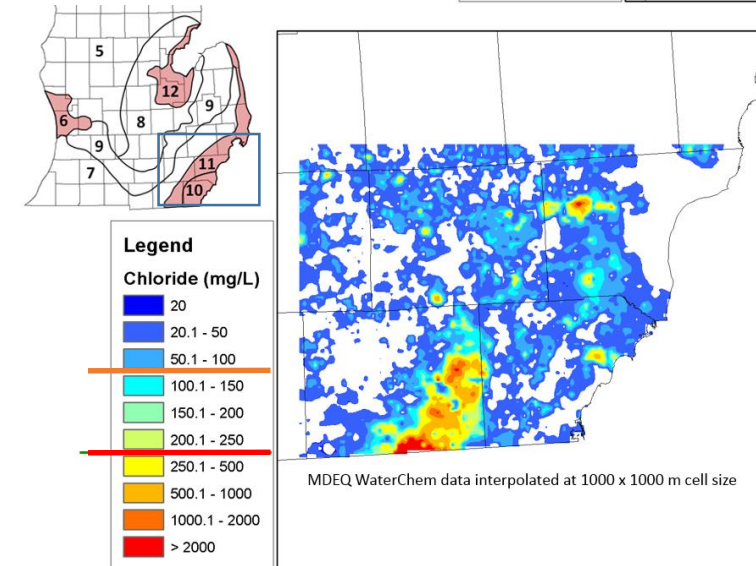 5
12
9
6
8
9
7
11
10
Legend
Chloride (mg/L)
20
20.1 - 50
50.1 - 100
100.1 - 150
150.1 - 200
200.1 - 250
250.1 - 500
500.1 - 1000
1000.1 - 2000
> 2000
MDEQ WaterChem data interpolated at 1000 x 1000 m cell size